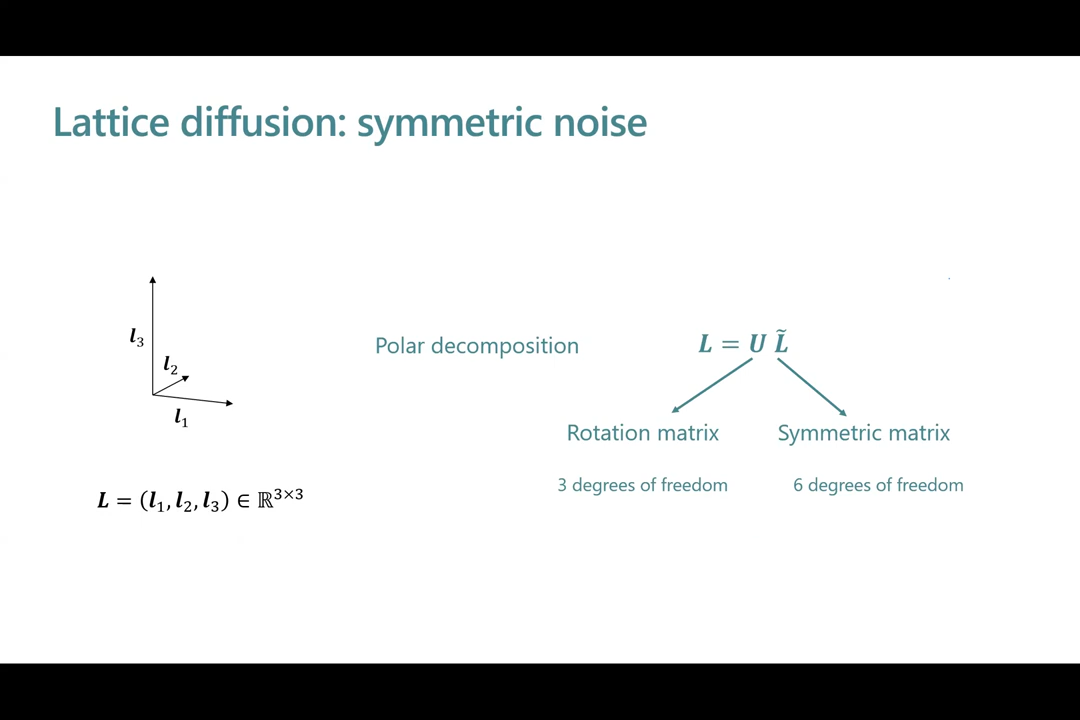 Lattice diffusion: symmetric noise
l₃
l₂
l₁
L = (l₁, l₂, l₃) ∈ ℝ³ˣ³
Polar decomposition
L = U L̃
Rotation matrix
Symmetric matrix
3 degrees of freedom
6 degrees of freedom